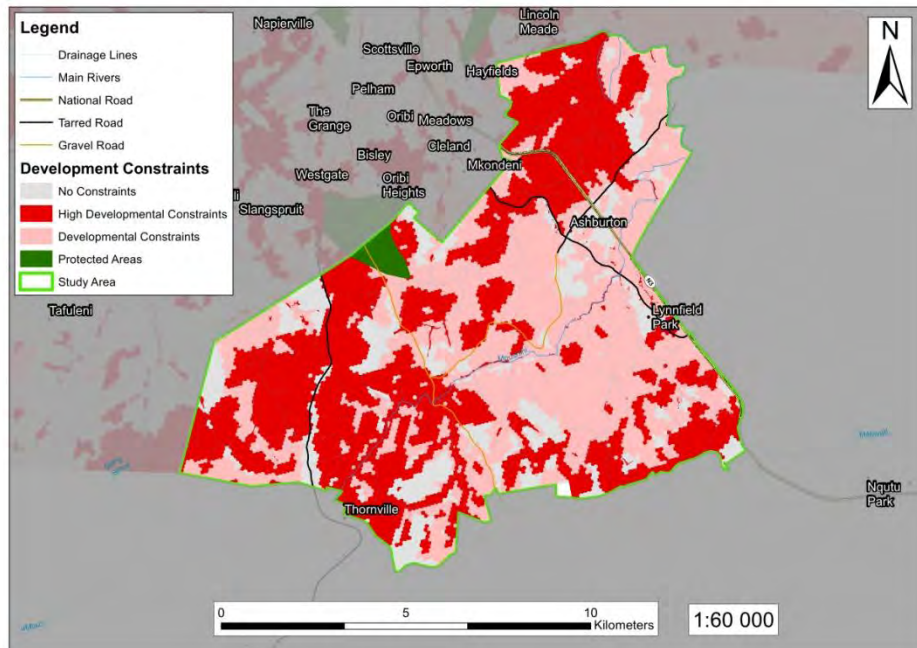 Legend
Drainage Lines
Main Rivers
National Road
Tarred Road
Gravel Road
Development Constraints
No Constraints
High Developmental Constraints
Developmental Constraints
Protected Areas
Study Area
Napierville
Lincoln
Meade
N
Scottsville
Epworth
Hayfields
Pelham
The
Grange
Oribi
Meadows
Cleland
Bisley
Mkondeni
Westgate
Oribi
Heights
Slangspruit
Ashburton
Tafuleni
Lynnfield
Park
Nqutu
Park
Thornville
0
5
10
Kilometers
1:60 000